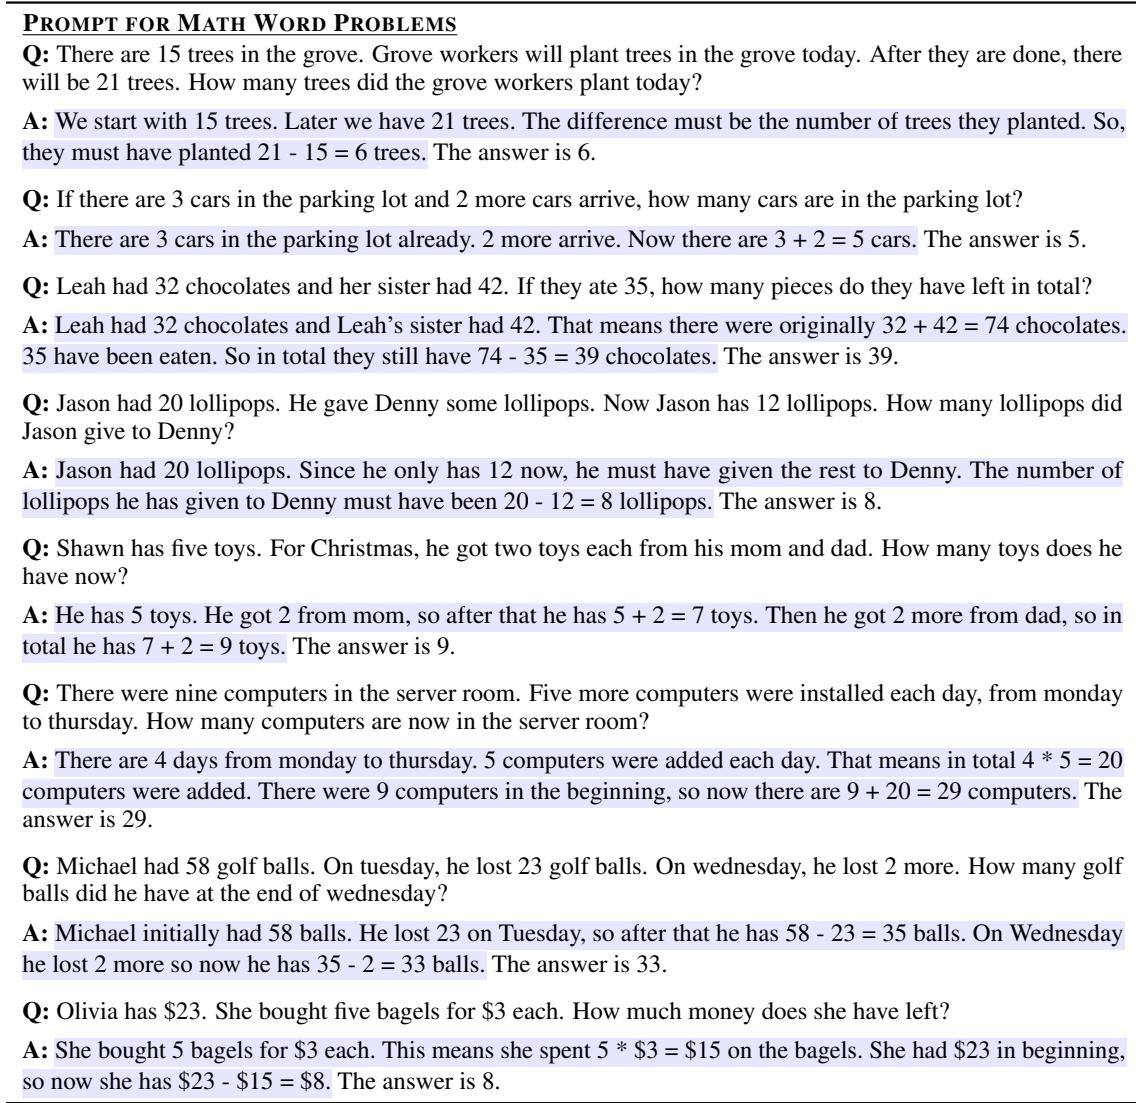 PROMPT FOR MATH WORD PROBLEMS
Q: There are 15 trees in the grove. Grove workers will plant trees in the grove today. After they are done, there
will be 21 trees. How many trees did the grove workers plant today?
A: We start with 15 trees. Later we have 21 trees. The difference must be the number of trees they planted. So,
they must have planted 21 - 15 = 6 trees. The answer is 6.
Q: If there are 3 cars in the parking lot and 2 more cars arrive, how many cars are in the parking lot?
A: There are 3 cars in the parking lot already. 2 more arrive. Now there are 3 + 2 = 5 cars. The answer is 5.
Q: Leah had 32 chocolates and her sister had 42. If they ate 35, how many pieces do they have left in total?
A: Leah had 32 chocolates and Leah's sister had 42. That means there were originally 32 + 42 = 74 chocolates.
35 have been eaten. So in total they still have 74 - 35 = 39 chocolates. The answer is 39.
Q: Jason had 20 lollipops. He gave Denny some lollipops. Now Jason has 12 lollipops. How many lollipops did
Jason give to Denny?
A: Jason had 20 lollipops. Since he only has 12 now, he must have given the rest to Denny. The number of
lollipops he has given to Denny must have been 20 - 12 = 8 lollipops. The answer is 8.
Q: Shawn has five toys. For Christmas, he got two toys each from his mom and dad. How many toys does he
have now?
A: He has 5 toys. He got 2 from mom, so after that he has 5 + 2 = 7 toys. Then he got 2 more from dad, so in
total he has 7 + 2 = 9 toys. The answer is 9.
Q: There were nine computers in the server room. Five more computers were installed each day, from monday
to thursday. How many computers are now in the server room?
A: There are 4 days from monday to thursday. 5 computers were added each day. That means in total 4 * 5 = 20
computers were added. There were 9 computers in the beginning, so now there are 9 + 20 = 29 computers. The
answer is 29.
Q: Michael had 58 golf balls. On tuesday, he lost 23 golf balls. On wednesday, he lost 2 more. How many golf
balls did he have at the end of wednesday?
A: Michael initially had 58 balls. He lost 23 on Tuesday, so after that he has 58 - 23 = 35 balls. On Wednesday
he lost 2 more so now he has 35 - 2 = 33 balls. The answer is 33.
Q: Olivia has $23. She bought five bagels for $3 each. How much money does she have left?
A: She bought 5 bagels for $3 each. This means she spent 5 * $3 = $15 on the bagels. She had $23 in beginning,
so now she has $23 - $15 = $8. The answer is 8.